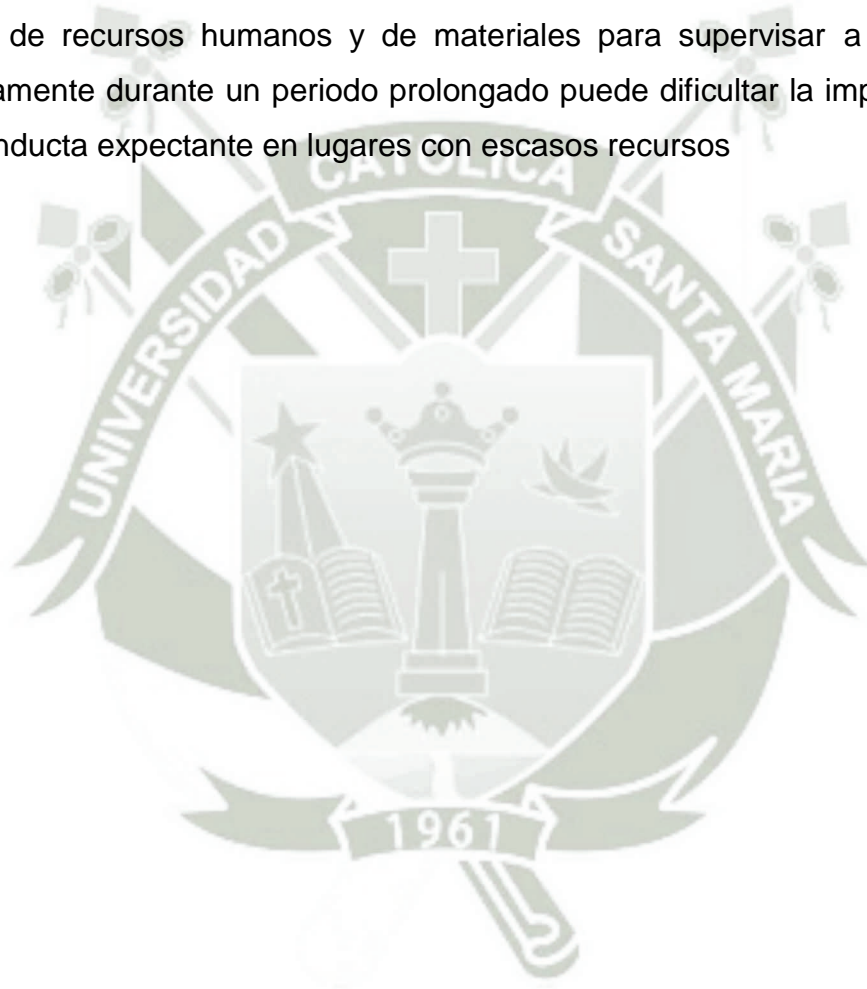 de recursos humanos y de materiales para supervisar a
amente durante un periodo prolongado puede dificultar la imp
nducta expectante en lugares con escasos recursos
UNIVERSIDAD CATOLICA SANTA MARIA
1961